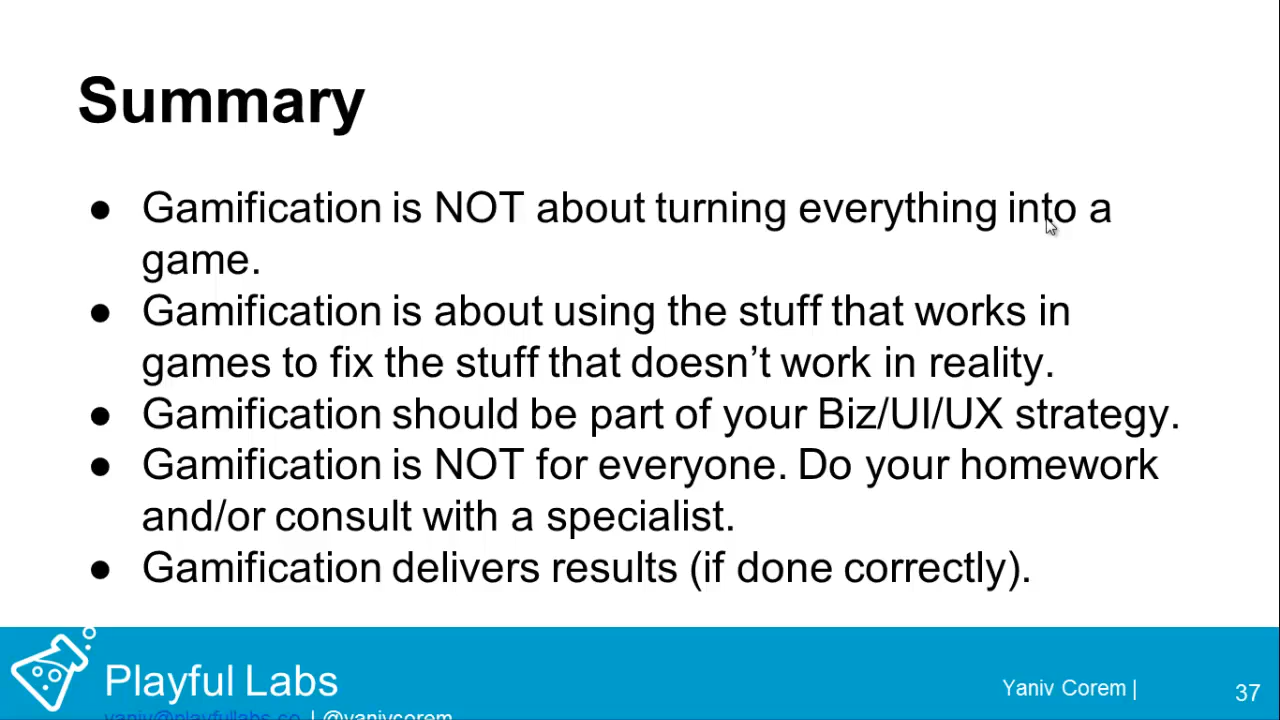 Summary
● Gamification is NOT about turning everything into a
game.
● Gamification is about using the stuff that works in
games to fix the stuff that doesn’t work in reality.
● Gamification should be part of your Biz/UI/UX strategy.
● Gamification is NOT for everyone. Do your homework
and/or consult with a specialist.
● Gamification delivers results (if done correctly).
Playful Labs
yaniv@playfullabs.co | @yanivcorem
Yaniv Corem |
37